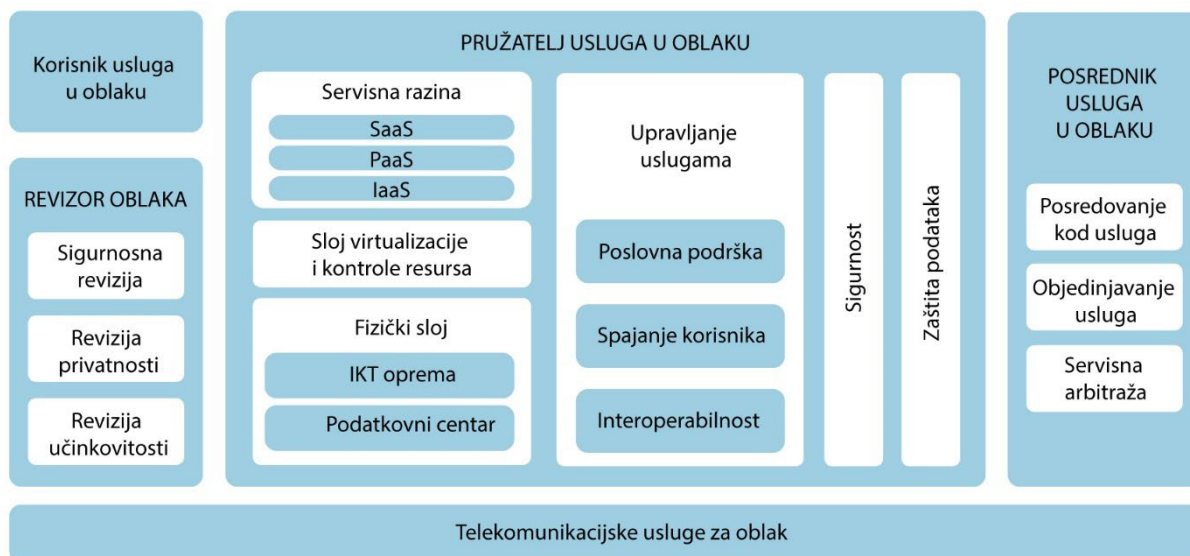 Korisnik usluga
u oblaku
REVIZOR OBLAKA
Sigurnosna
revizija
Revizija
privatnosti
Revizija
učinkovitosti
PRUŽATELJ USLUGA U OBLAKU
Servisna razina
SaaS
PaaS
IaaS
Sloj virtualizacije
i kontrole resursa
Fizički sloj
IKT oprema
Podatkovni centar
Upravljanje
uslugama
Poslovna podrška
Spajanje korisnika
Interoperabilnost
Sigurnost
Zaštita podataka
POSREDNIK
USLUGA
U OBLAKU
Posredovanje
kod usluga
Objedinjavanje
usluga
Servisna
arbitraža
Telekomunikacijske usluge za oblak